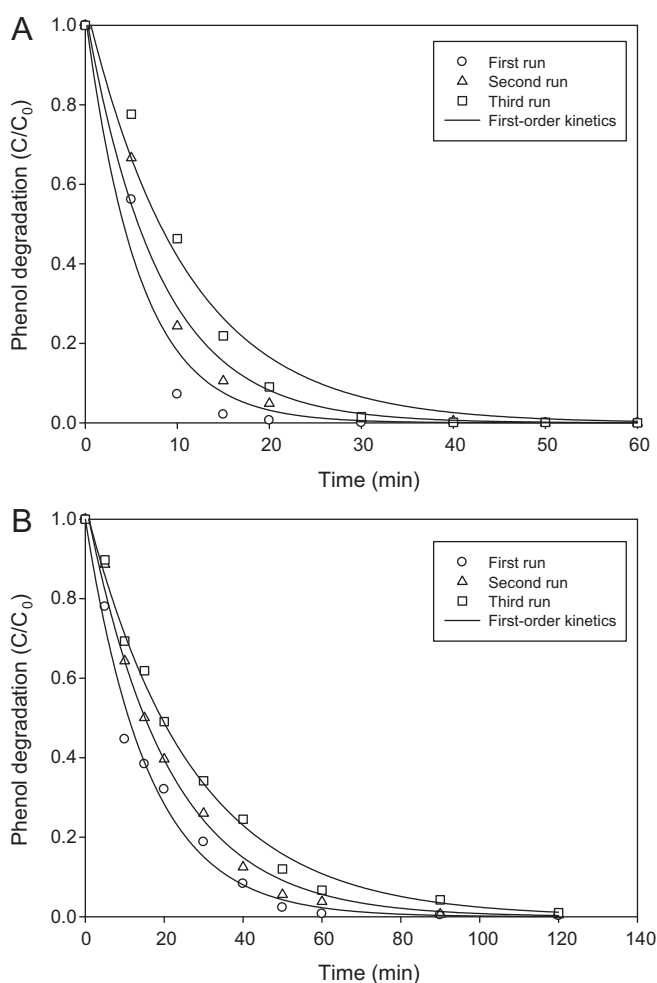 A
1.0
0.8
0.6
0.4
0.2
0.0
Phenol degradation (C/C₀)
First run
Second run
Third run
First-order kinetics
0 10 20 30 40 50 60
Time (min)
B
1.0
0.8
0.6
0.4
0.2
0.0
Phenol degradation (C/C₀)
First run
Second run
Third run
First-order kinetics
0 20 40 60 80 100 120 140
Time (min)